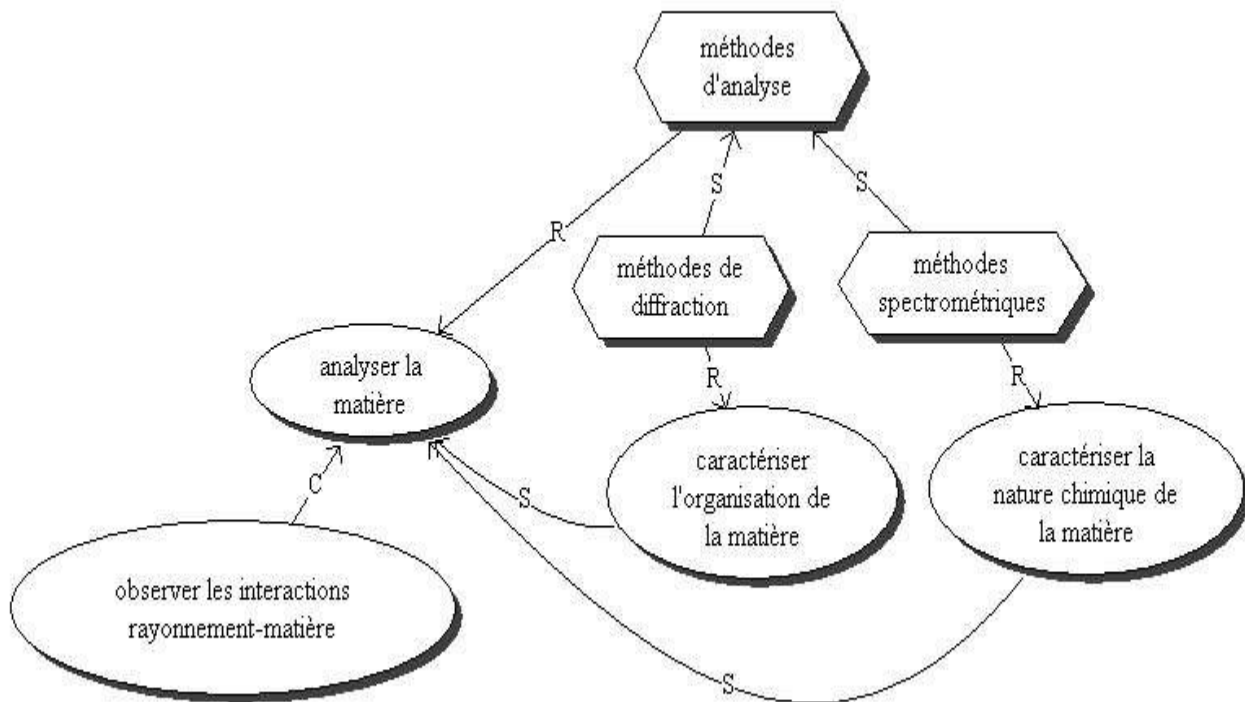 méthodes
d'analyse
S
S
R
méthodes de
diffraction
méthodes
spectrométriques
analyser la
matière
R
R
caractériser
l'organisation de
la matière
caractériser la
nature chimique de
la matière
C
S
observer les interactions
rayonnement-matière
S